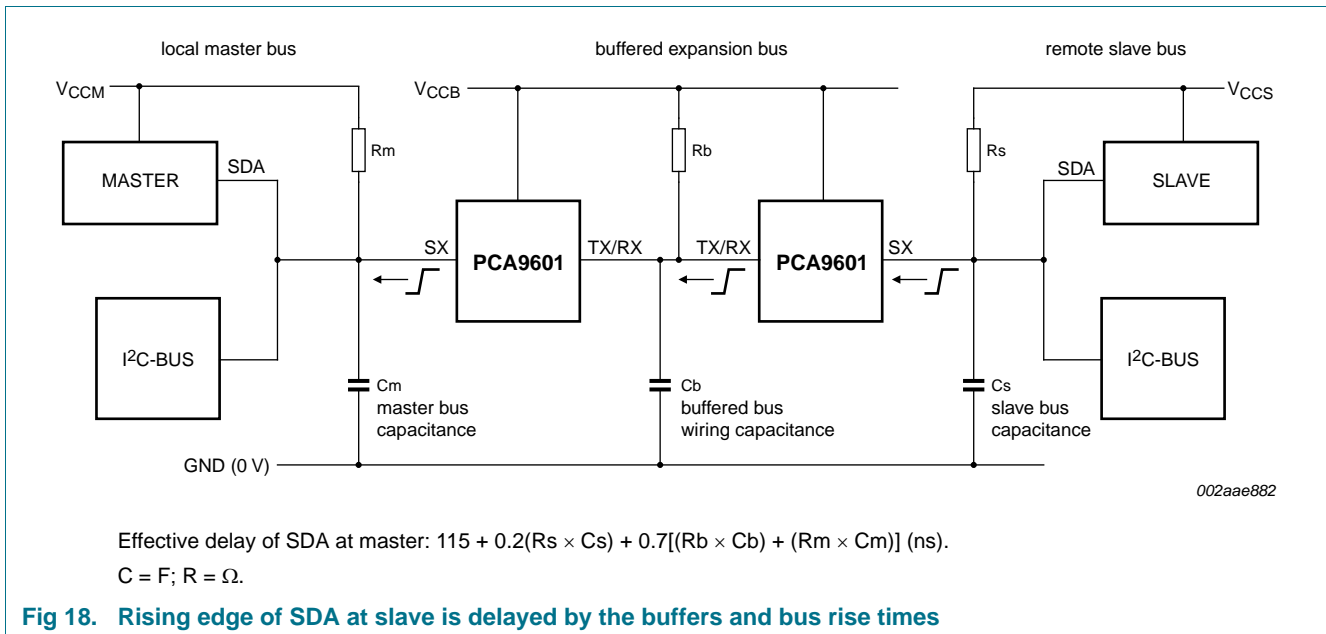 local master bus
buffered expansion bus
remote slave bus
VCCM
VCCB
VCCS
Rm
Rb
Rs
MASTER
SDA
SDA
SLAVE
SX
PCA9601
TX/RX
TX/RX
PCA9601
SX
I2C-BUS
I2C-BUS
Cm
master bus
capacitance
Cb
buffered bus
wiring capacitance
Cs
slave bus
capacitance
GND (0 V)
002aae882
Effective delay of SDA at master: 115 + 0.2(Rs × Cs) + 0.7[(Rb × Cb) + (Rm × Cm)] (ns).
C = F; R = Ω.
Fig 18. Rising edge of SDA at slave is delayed by the buffers and bus rise times